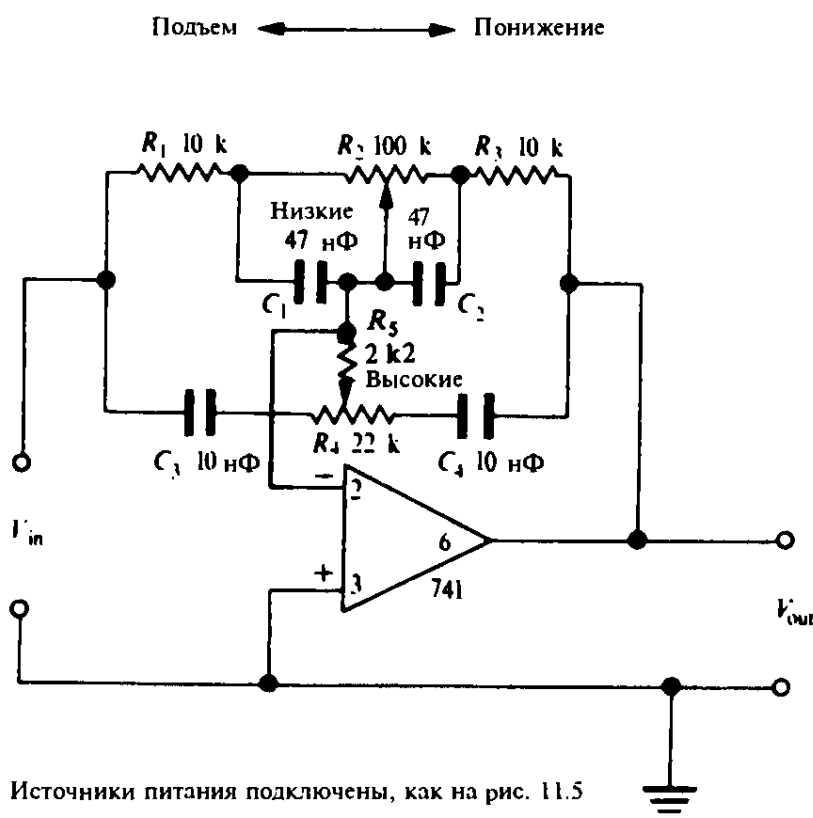 Подъем Понижение
R₁ 10 k
R₂ 100 k
R₃ 10 k
Низкие
47 нФ
47
нФ
C₁
C₂
R₅
2 k2
Высокие
R₄ 22 k
C₃ 10 нФ
C₄ 10 нФ
− 2
6
+ 3
741
V_in
V_out
Источники питания подключены, как на рис. 11.5